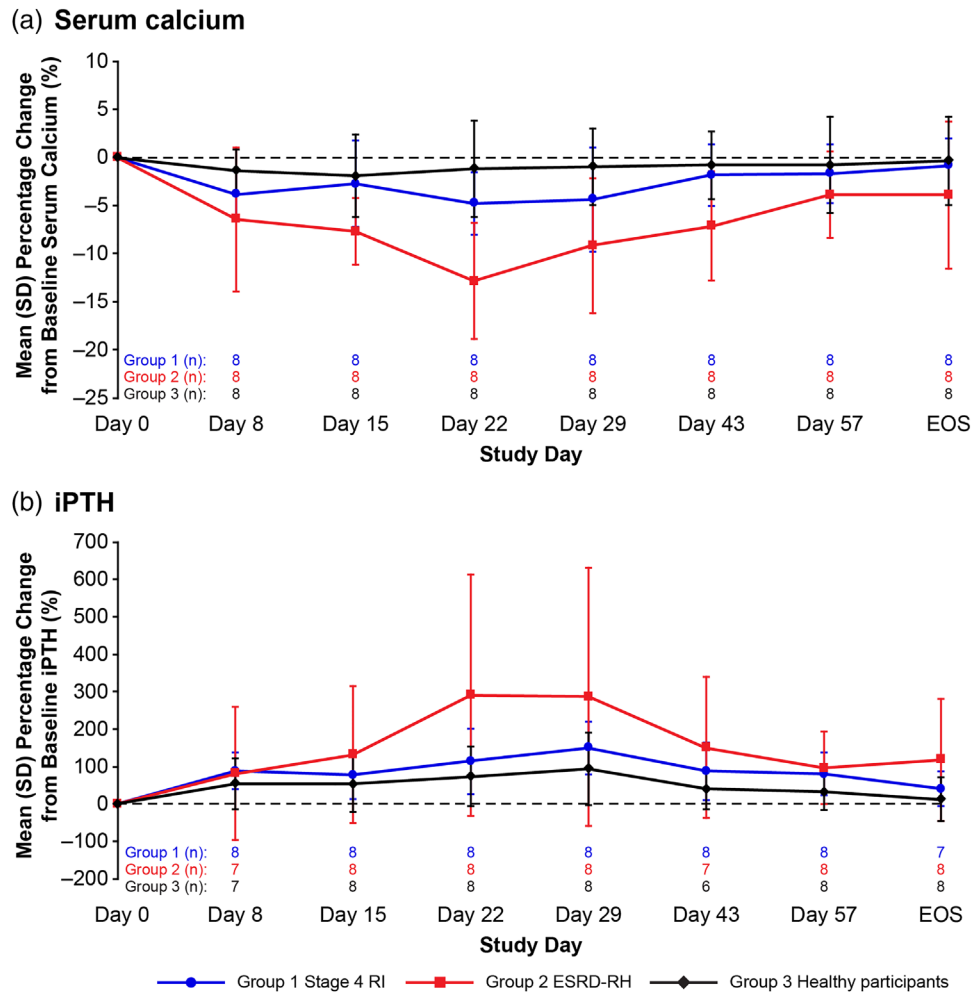 (a) Serum calcium
Mean (SD) Percentage Change
from Baseline Serum Calcium (%)
10
5
0
–5
–10
–15
–20
–25
Group 1 (n): 8 8 8 8 8 8 8
Group 2 (n): 8 8 8 8 8 8 8
Group 3 (n): 8 8 8 8 8 8 8
Day 0 Day 8 Day 15 Day 22 Day 29 Day 43 Day 57 EOS
Study Day
(b) iPTH
Mean (SD) Percentage Change
from Baseline iPTH (%)
700
600
500
400
300
200
100
0
–100
–200
Group 1 (n): 8 8 8 8 8 8 7
Group 2 (n): 7 8 8 8 7 8 8
Group 3 (n): 7 8 8 8 6 8 8
Day 0 Day 8 Day 15 Day 22 Day 29 Day 43 Day 57 EOS
Study Day
Group 1 Stage 4 RI Group 2 ESRD-RH Group 3 Healthy participants